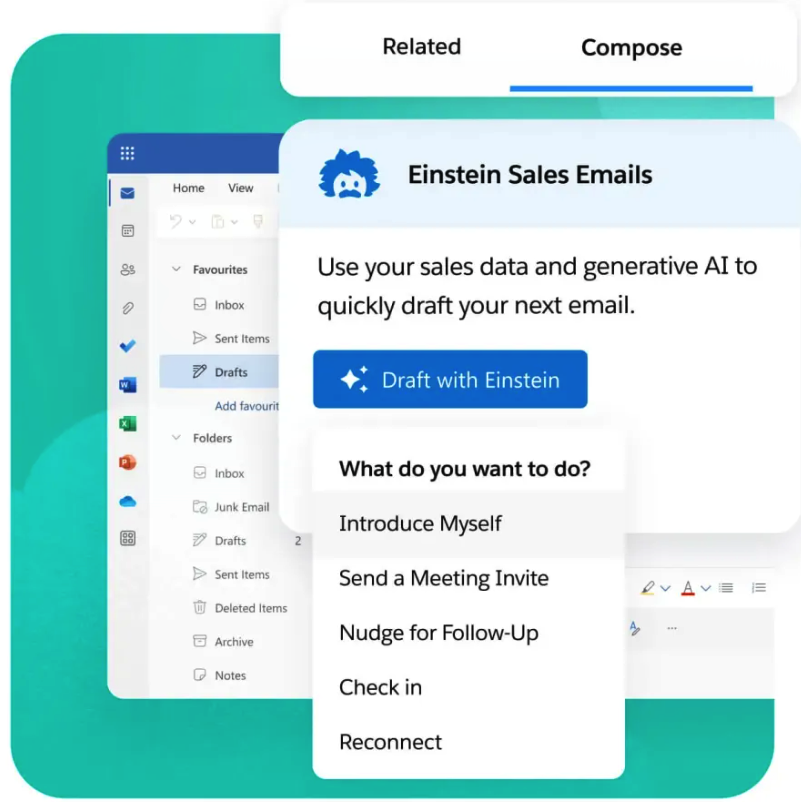 Related
Compose
Einstein Sales Emails
Use your sales data and generative AI to
quickly draft your next email.
Draft with Einstein
What do you want to do?
Introduce Myself
Send a Meeting Invite
Nudge for Follow-Up
Check in
Reconnect
Home
View
Favourites
Inbox
Sent Items
Drafts
Add favourit
Folders
Inbox
Junk Email
Drafts 2
Sent Items
Deleted Items
Archive
Notes